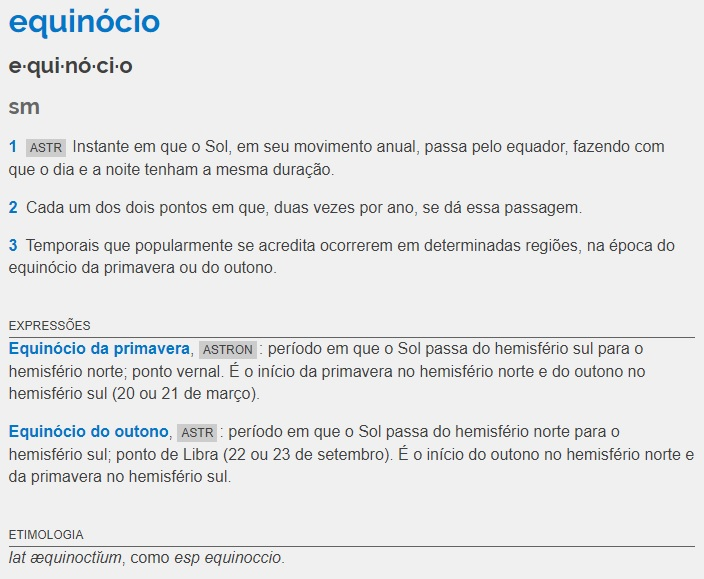 equinócio
e·qui·nó·ci·o
sm
1 ASTR Instante em que o Sol, em seu movimento anual, passa pelo equador, fazendo com
que o dia e a noite tenham a mesma duração.
2 Cada um dos dois pontos em que, duas vezes por ano, se dá essa passagem.
3 Temporais que popularmente se acredita ocorrerem em determinadas regiões, na época do
equinócio da primavera ou do outono.
EXPRESSÕES
Equinócio da primavera, ASTRON : período em que o Sol passa do hemisfério sul para o
hemisfério norte; ponto vernal. É o início da primavera no hemisfério norte e do outono no
hemisfério sul (20 ou 21 de março).
Equinócio do outono, ASTR : período em que o Sol passa do hemisfério norte para o
hemisfério sul; ponto de Libra (22 ou 23 de setembro). É o início do outono no hemisfério norte e
da primavera no hemisfério sul.
ETIMOLOGIA
lat æquinoctĭum, como esp equinoccio.